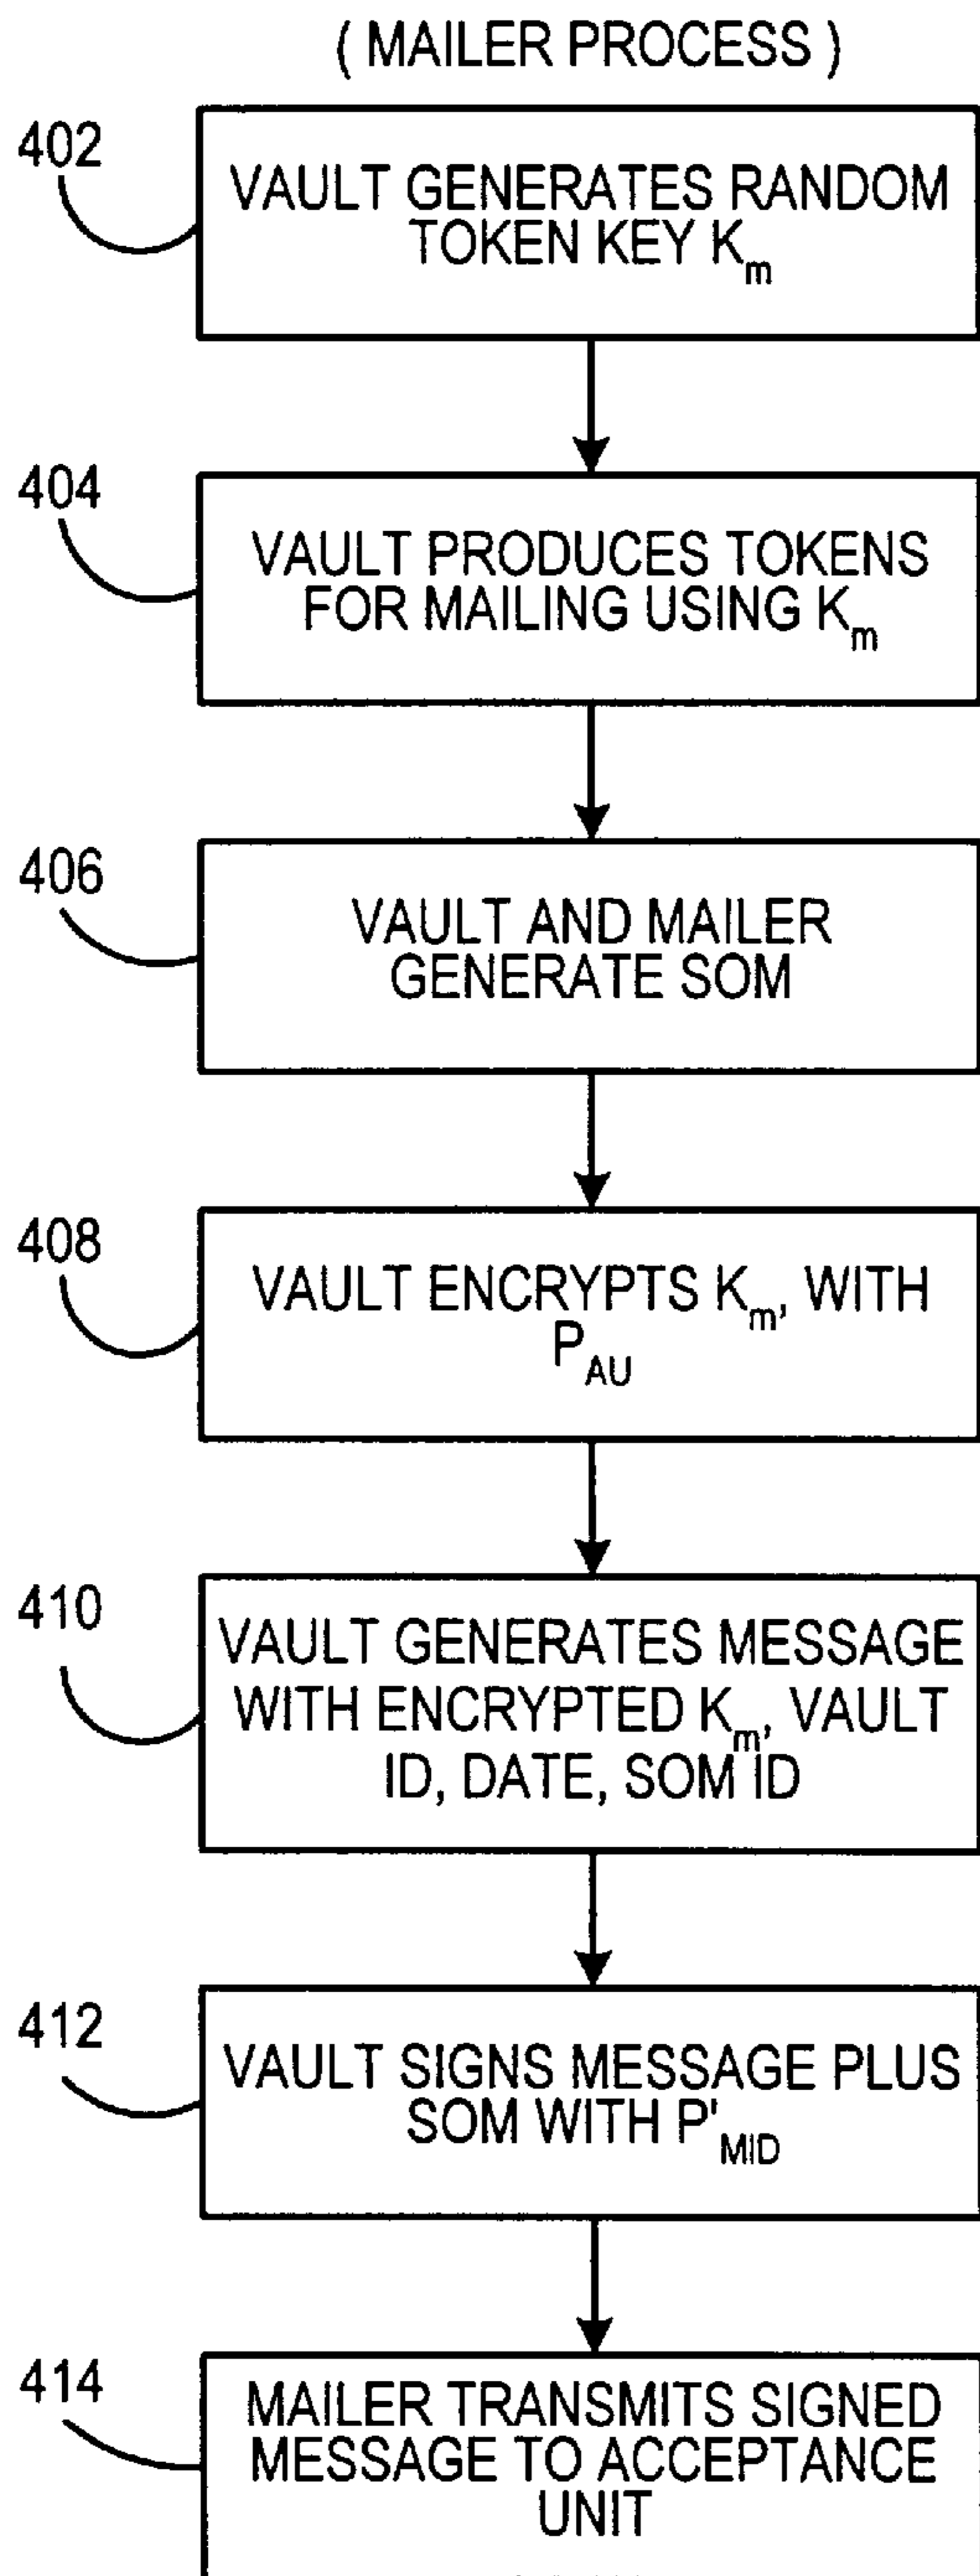 ( MAILER PROCESS )
402
VAULT GENERATES RANDOM
TOKEN KEY Km
404
VAULT PRODUCES TOKENS
FOR MAILING USING Km
406
VAULT AND MAILER
GENERATE SOM
408
VAULT ENCRYPTS Km, WITH
PAU
410
VAULT GENERATES MESSAGE
WITH ENCRYPTED Km, VAULT
ID, DATE, SOM ID
412
VAULT SIGNS MESSAGE PLUS
SOM WITH P'MID
414
MAILER TRANSMITS SIGNED
MESSAGE TO ACCEPTANCE
UNIT